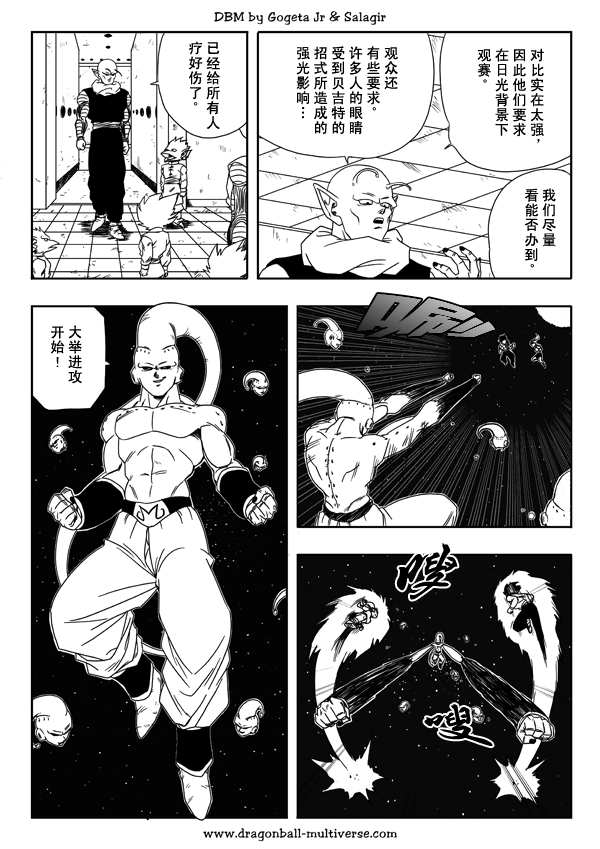 DBM by Gogeta Jr & Salagir
已经给所有人
疗好伤了。
观众还
有些要求。
许多人的眼睛
受到贝吉特的
招式所造成的
强光影响…
对比实在太强，
因此他们要求
在日光背景下
观赛。
我们尽量
看能否办到。
大举进攻
开始！
嗖
嗖
www.dragonball-multiverse.com